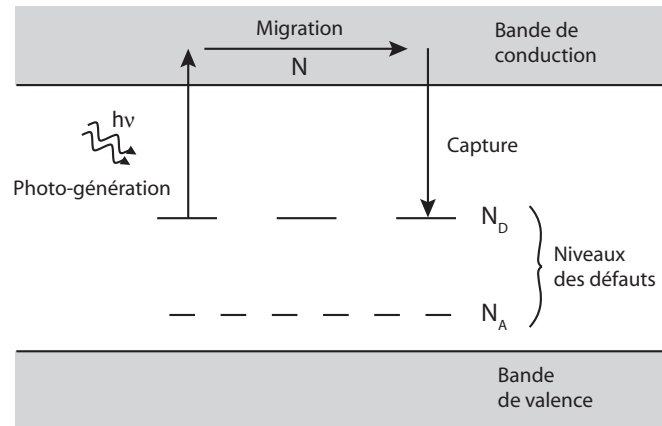 Migration
N
Bande de
conduction
hν
Photo-génération
Capture
N_D
Niveaux
des défauts
N_A
Bande
de valence